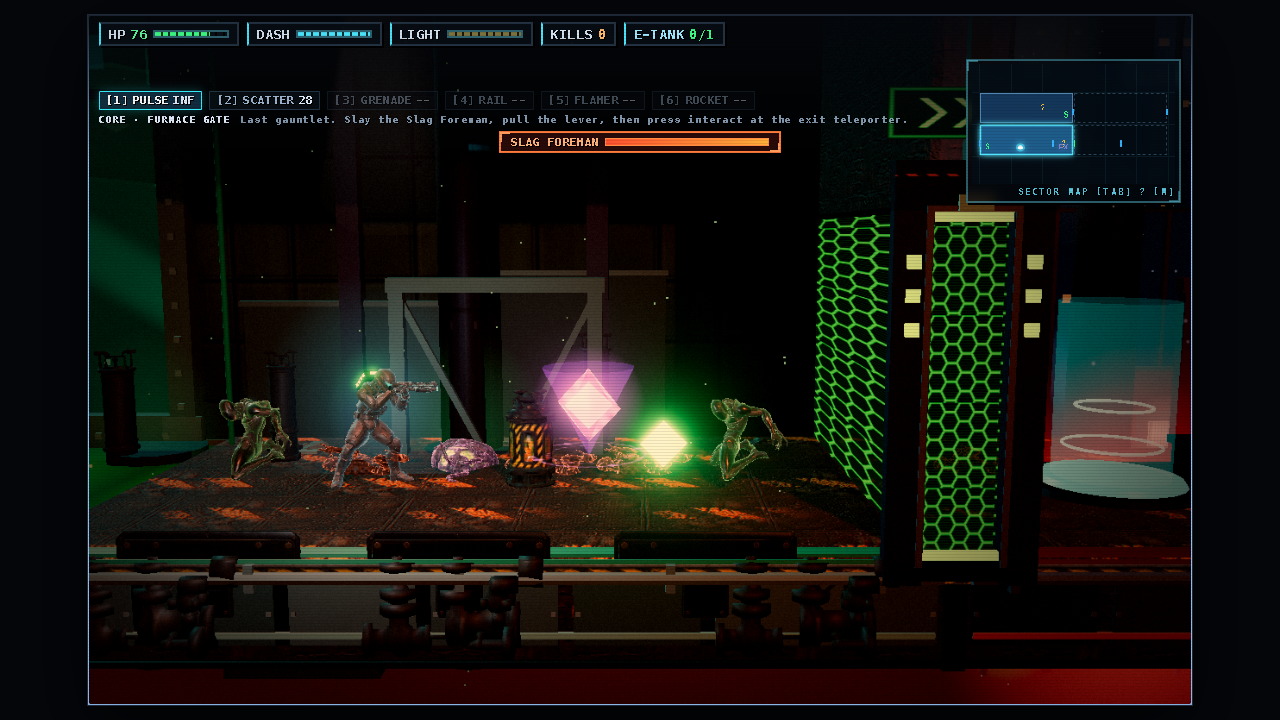 HP 76
DASH
LIGHT
KILLS 0
E-TANK 0/1
[1] PULSE INF
[2] SCATTER 28
[3] GRENADE --
[4] RAIL --
[5] FLAMER --
[6] ROCKET --
CORE · FURNACE GATE Last gauntlet. Slay the Slag Foreman, pull the lever, then press interact at the exit teleporter.
SLAG FOREMAN
?
S
S
SECTOR MAP [TAB] ? [M]